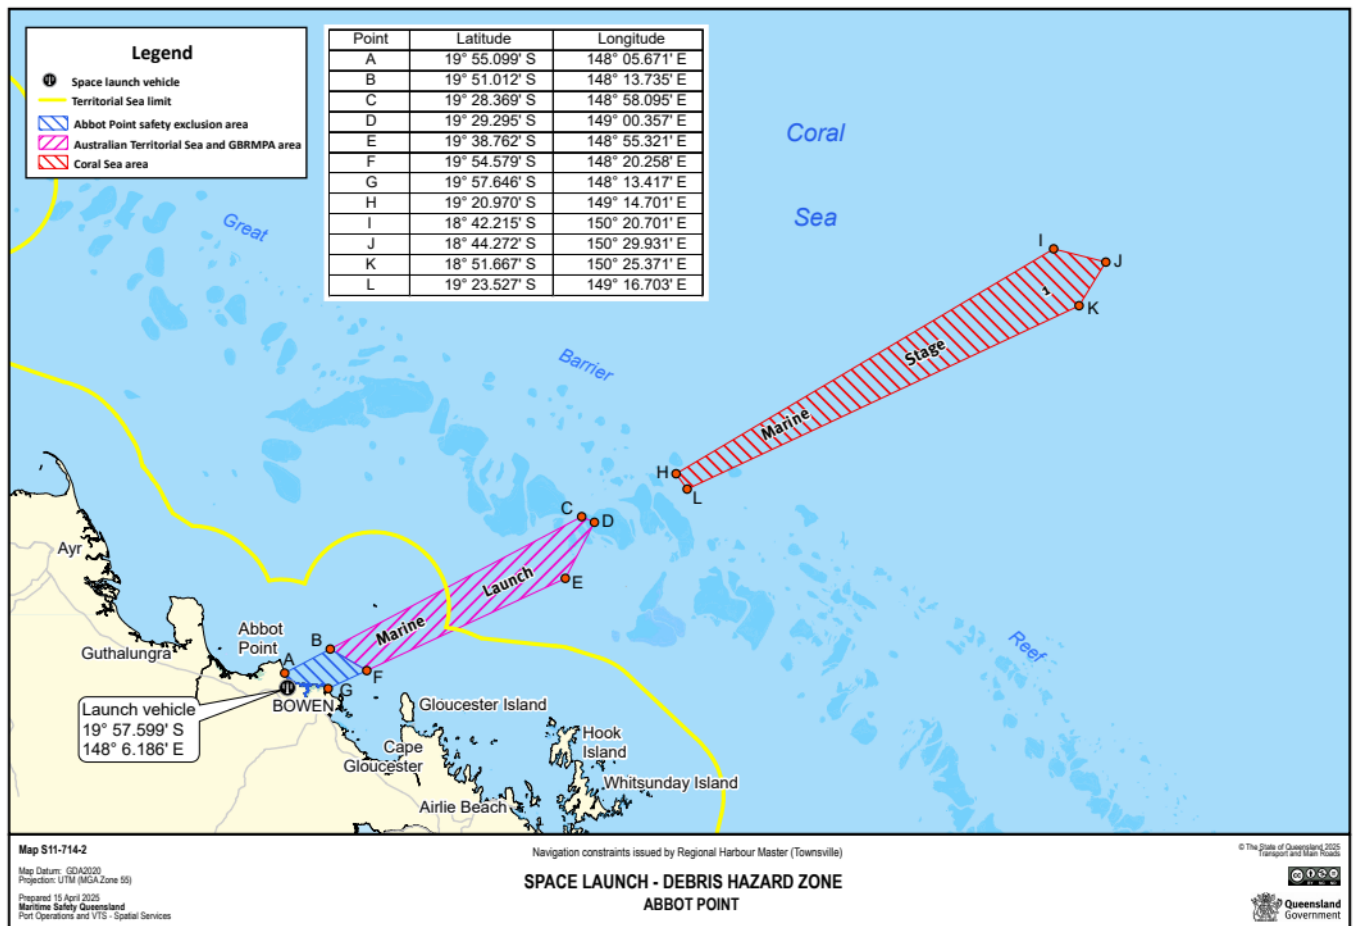 Legend
Space launch vehicle
Territorial Sea limit
Abbot Point safety exclusion area
Australian Territorial Sea and GBRMPA area
Coral Sea area
Point Latitude Longitude
A 19° 55.099' S 148° 05.671' E
B 19° 51.012' S 148° 13.735' E
C 19° 28.369' S 148° 58.095' E
D 19° 29.295' S 149° 00.357' E
E 19° 38.762' S 148° 55.321' E
F 19° 54.579' S 148° 20.258' E
G 19° 57.646' S 148° 13.417' E
H 19° 20.970' S 149° 14.701' E
I 18° 42.215' S 150° 20.701' E
J 18° 44.272' S 150° 29.931' E
K 18° 51.667' S 150° 25.371' E
L 19° 23.527' S 149° 16.703' E
Coral
Sea
Great
Barrier
Reef
I
J
K
1
Stage
Marine
H
L
C
D
E
Launch
Marine
B
F
A
G
Ayr
Guthalungra
Abbot
Point
BOWEN
Launch vehicle
19° 57.599' S
148° 6.186' E
Gloucester Island
Cape
Gloucester
Hook
Island
Whitsunday Island
Airlie Beach
Map S11-714-2
Map Datum: GDA2020
Projection: UTM (MGA Zone 55)
Prepared 15 April 2025
Maritime Safety Queensland
Port Operations and VTS - Spatial Services
Navigation constraints issued by Regional Harbour Master (Townsville)
SPACE LAUNCH - DEBRIS HAZARD ZONE
ABBOT POINT
© The State of Queensland 2025
Transport and Main Roads
Queensland
Government